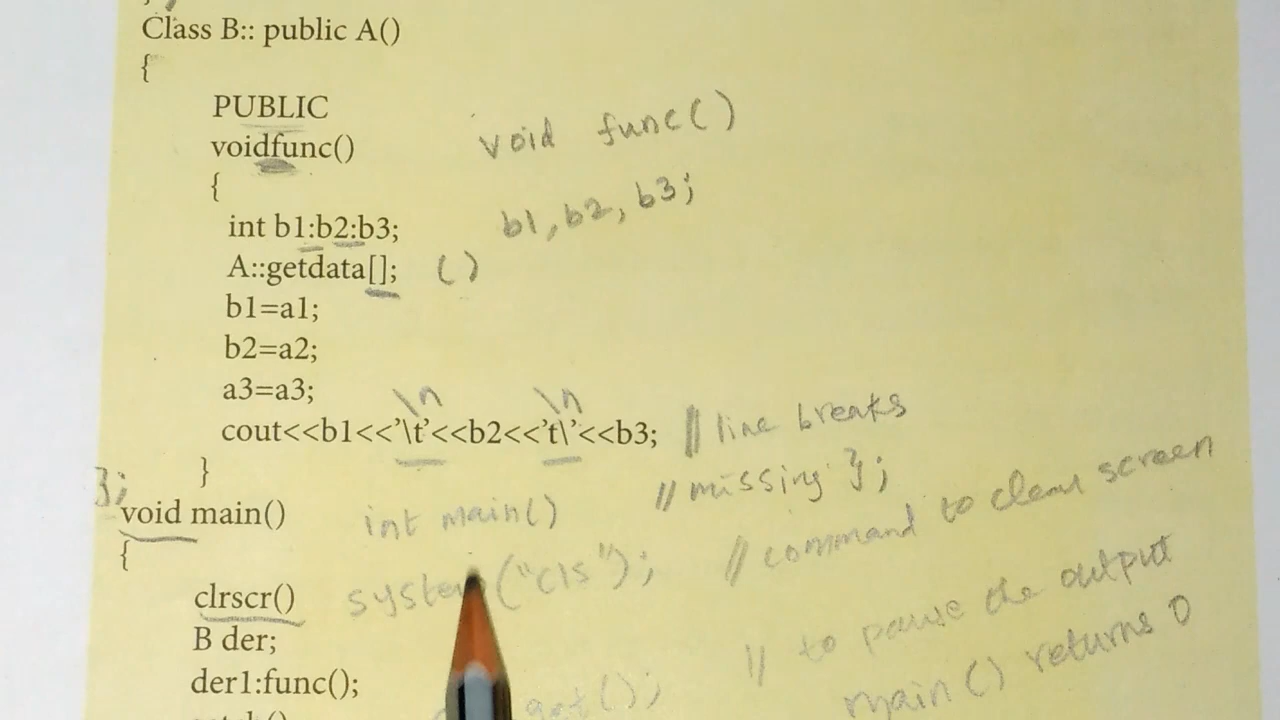 Class B:: public A()
{
PUBLIC
voidfunc() void func()
{
int b1:b2:b3; b1, b2, b3;
A::getdata[]; ()
b1=a1;
b2=a2;
a3=a3;
\n \n
cout<<b1<<'\t'<<b2<<'t\'<<b3; // line breaks
} // missing };
};
void main() int main()
{
clrscr() system("cls"); // command to clear screen
B der;
der1:func(); // to pause the output
get(); main() returns 0